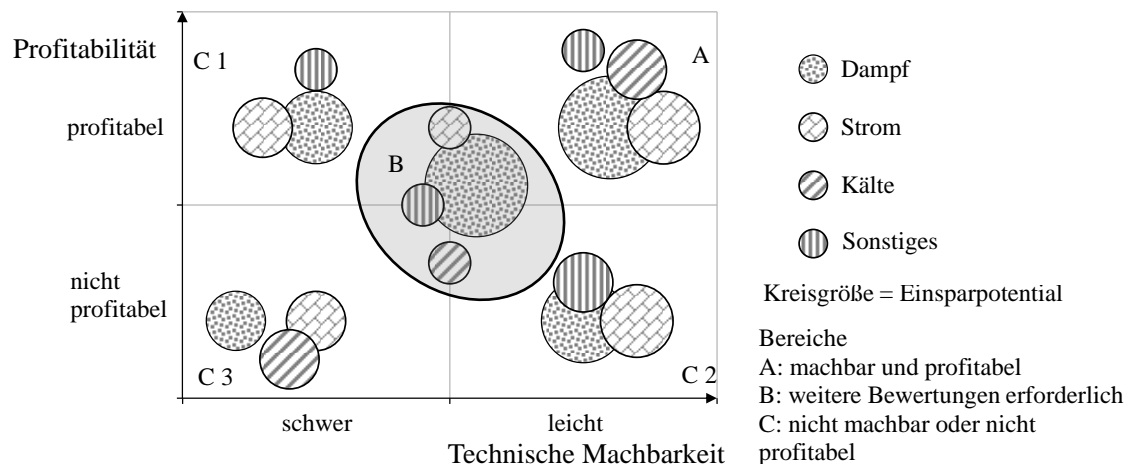 Profitabilität
C 1
A
profitabel
B
nicht
profitabel
C 3
C 2
schwer
leicht
Technische Machbarkeit
Dampf
Strom
Kälte
Sonstiges
Kreisgröße = Einsparpotential
Bereiche
A: machbar und profitabel
B: weitere Bewertungen erforderlich
C: nicht machbar oder nicht
profitabel